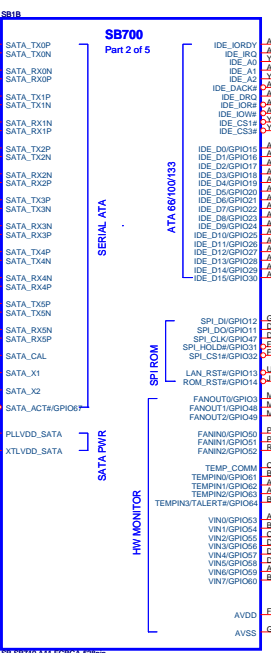 SB1B
SB700
Part 2 of 5
SATA_TX0P
SATA_TX0N
SATA_RX0N
SATA_RX0P
SATA_TX1P
SATA_TX1N
SATA_RX1N
SATA_RX1P
SATA_TX2P
SATA_TX2N
SATA_RX2N
SATA_RX2P
SATA_TX3P
SATA_TX3N
SATA_RX3N
SATA_RX3P
SATA_TX4P
SATA_TX4N
SATA_RX4N
SATA_RX4P
SATA_TX5P
SATA_TX5N
SATA_RX5N
SATA_RX5P
SATA_CAL
SATA_X1
SATA_X2
SATA_ACT#/GPIO67
PLLVDD_SATA
XTLVDD_SATA
SERIAL ATA
SATA PWR
ATA 66/100/133
SPI ROM
HW MONITOR
IDE_IORDY
IDE_IRQ
IDE_A0
IDE_A1
IDE_A2
IDE_DACK#
IDE_DRQ
IDE_IOR#
IDE_IOW#
IDE_CS1#
IDE_CS3#
IDE_D0/GPIO15
IDE_D1/GPIO16
IDE_D2/GPIO17
IDE_D3/GPIO18
IDE_D4/GPIO19
IDE_D5/GPIO20
IDE_D6/GPIO21
IDE_D7/GPIO22
IDE_D8/GPIO23
IDE_D9/GPIO24
IDE_D10/GPIO25
IDE_D11/GPIO26
IDE_D12/GPIO27
IDE_D13/GPIO28
IDE_D14/GPIO29
IDE_D15/GPIO30
SPI_DI/GPIO12
SPI_DO/GPIO11
SPI_CLK/GPIO47
SPI_HOLD#/GPIO31
SPI_CS1#/GPIO32
LAN_RST#/GPIO13
ROM_RST#/GPIO14
FANOUT0/GPIO3
FANOUT1/GPIO48
FANOUT2/GPIO49
FANIN0/GPIO50
FANIN1/GPIO51
FANIN2/GPIO52
TEMP_COMM
TEMPIN0/GPIO61
TEMPIN1/GPIO62
TEMPIN2/GPIO63
TEMPIN3/TALERT#/GPIO64
VIN0/GPIO53
VIN1/GPIO54
VIN2/GPIO55
VIN3/GPIO56
VIN4/GPIO57
VIN5/GPIO58
VIN6/GPIO59
VIN7/GPIO60
AVDD
AVSS